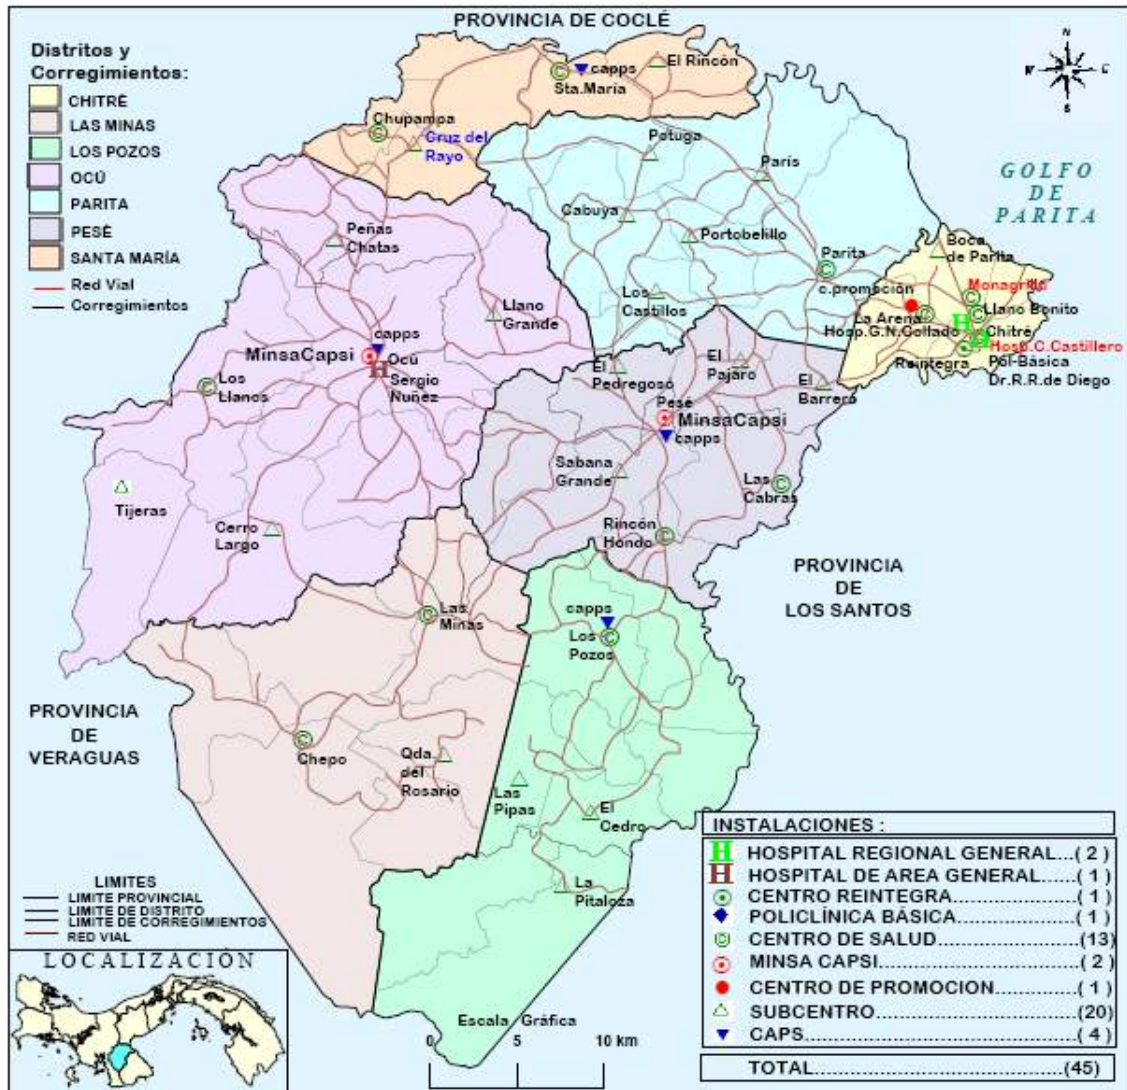 PROVINCIA DE COCLÉ
Distritos y
Corregimientos:
CHITRÉ
LAS MINAS
LOS POZOS
OCÚ
PARITA
PESÉ
SANTA MARÍA
Red Vial
Corregimientos
N
W
E
S
capps
Sta.María
El Rincón
Chupampa
Cruz del
Rayo
Potuga
París
Cabuya
Portobelillo
Parita
c.promoción
Los
Castillos
GOLFO
DE
PARITA
Boca
de Parita
Monagrillo
La Arena
Llano Bonito
Hosp.G.N.Collado
Chitré
Hosp.C.Castillero
Reintegra
Pol-Básica
Dr.R.R.de Diego
Peñas
Chatas
Llano
Grande
capps
MinsaCapsi
Ocú
Sergio
Nuñez
Los
Llanos
Tijeras
Cerro
Largo
El
Pedregoso
El
Pajaro
El
Barrero
Pesé
MinsaCapsi
capps
Sabana
Grande
Las
Cabras
Rincón
Hondo
PROVINCIA
DE
LOS SANTOS
Las
Minas
capps
Los
Pozos
PROVINCIA
DE
VERAGUAS
Chepo
Qda.
del
Rosario
Las
Pipas
El
Cedro
La
Pitaloza
LIMITES
LIMITE PROVINCIAL
LIMITE DE DISTRITO
LIMITE DE CORREGIMIENTOS
RED VIAL
LOCALIZACIÓN
Escala Gráfica
0 5 10 km
INSTALACIONES :
H HOSPITAL REGIONAL GENERAL...( 2 )
H HOSPITAL DE AREA GENERAL......( 1 )
CENTRO REINTEGRA...................( 1 )
POLICLÍNICA BÁSICA..................( 1 )
CENTRO DE SALUD....................(13)
MINSA CAPSI............................( 2 )
CENTRO DE PROMOCION.............( 1 )
SUBCENTRO..............................(20)
CAPS.......................................( 4 )
TOTAL......................................(45)